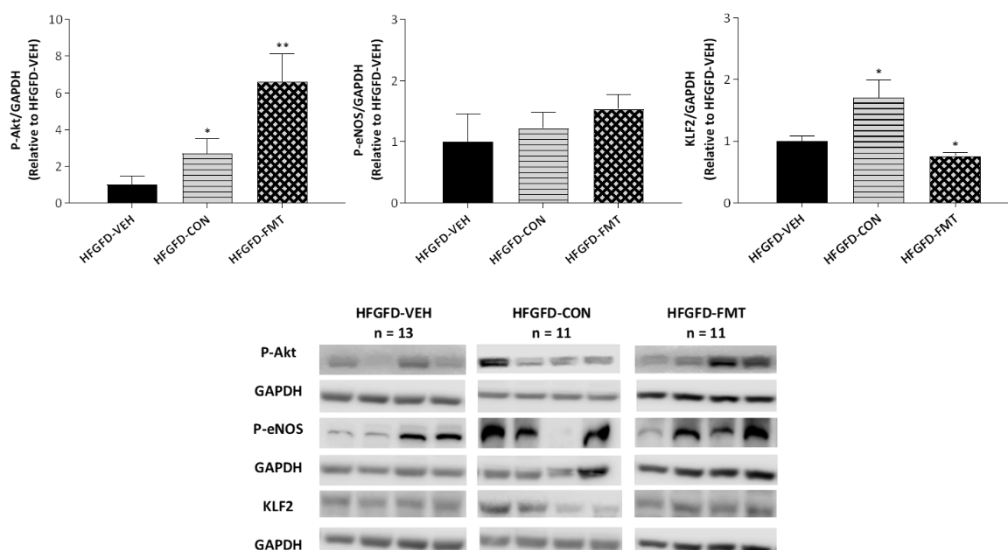 P-Akt/GAPDH
(Relative to HFGFD-VEH)
10
8
6
4
2
0
*
**
HFGFD-VEH
HFGFD-CON
HFGFD-FMT
P-eNOS/GAPDH
(Relative to HFGFD-VEH)
3
2
1
0
HFGFD-VEH
HFGFD-CON
HFGFD-FMT
KLF2/GAPDH
(Relative to HFGFD-VEH)
3
2
1
0
*
*
HFGFD-VEH
HFGFD-CON
HFGFD-FMT
HFGFD-VEH
n = 13
HFGFD-CON
n = 11
HFGFD-FMT
n = 11
P-Akt
GAPDH
P-eNOS
GAPDH
KLF2
GAPDH